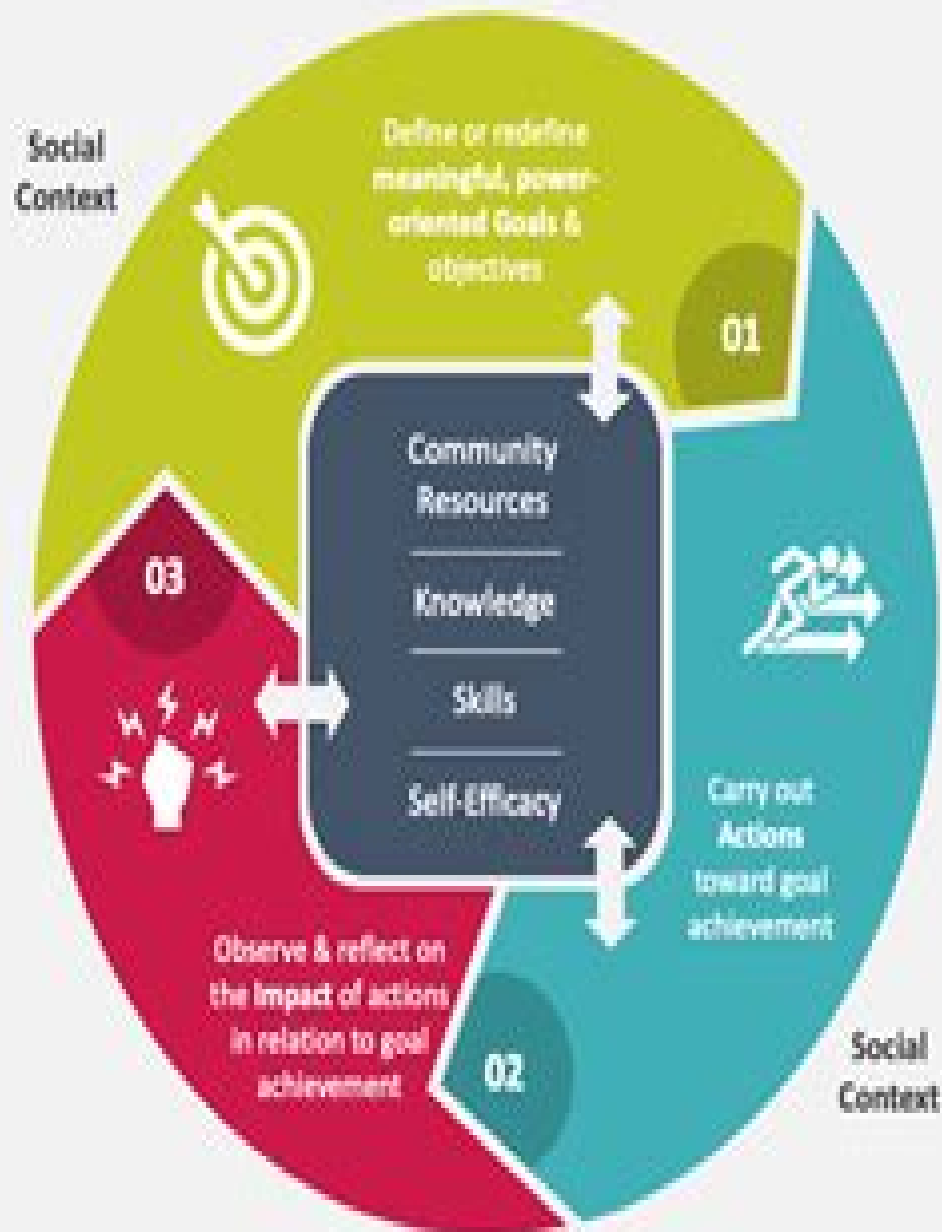 Social
Context
Define or redefine
meaningful, power-
oriented Goals &
objectives
01
Community
Resources
Knowledge
Skills
Self-Efficacy
Carry out
Actions
toward goal
achievement
02
Observe & reflect on
the Impact of actions
in relation to goal
achievement
03
Social
Context